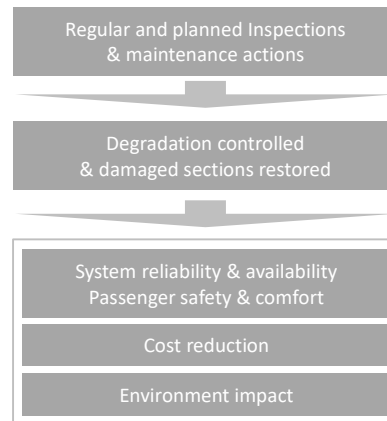 Regular and planned Inspections
& maintenance actions
Degradation controlled
& damaged sections restored
System reliability & availability
Passenger safety & comfort
Cost reduction
Environment impact